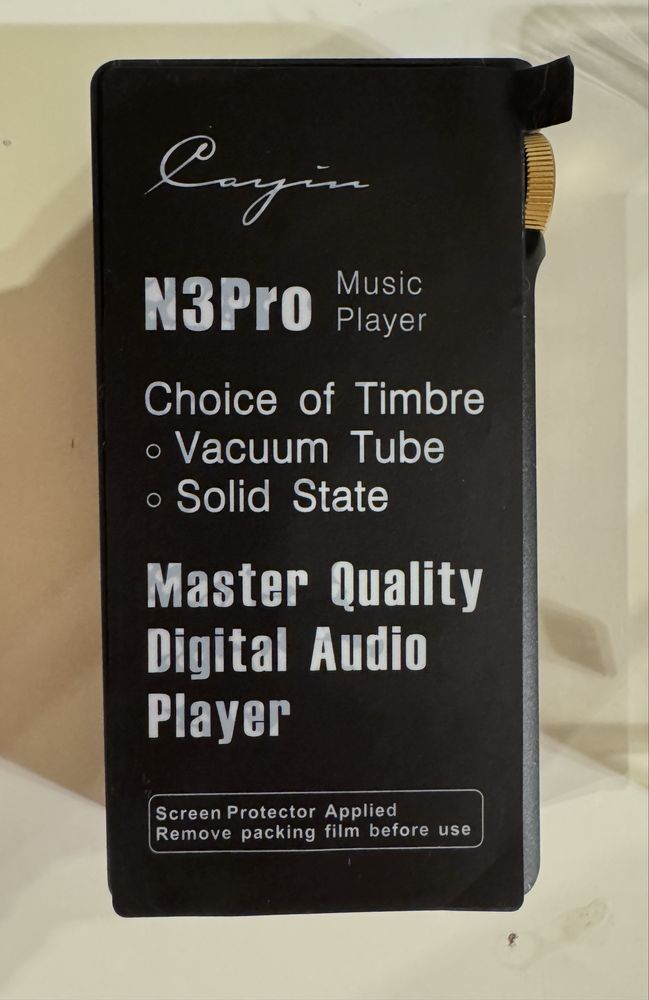 Cayin
N3Pro
Music
Player
Choice of Timbre
Vacuum Tube
Solid State
Master Quality
Digital Audio
Player
Screen Protector Applied
Remove packing film before use